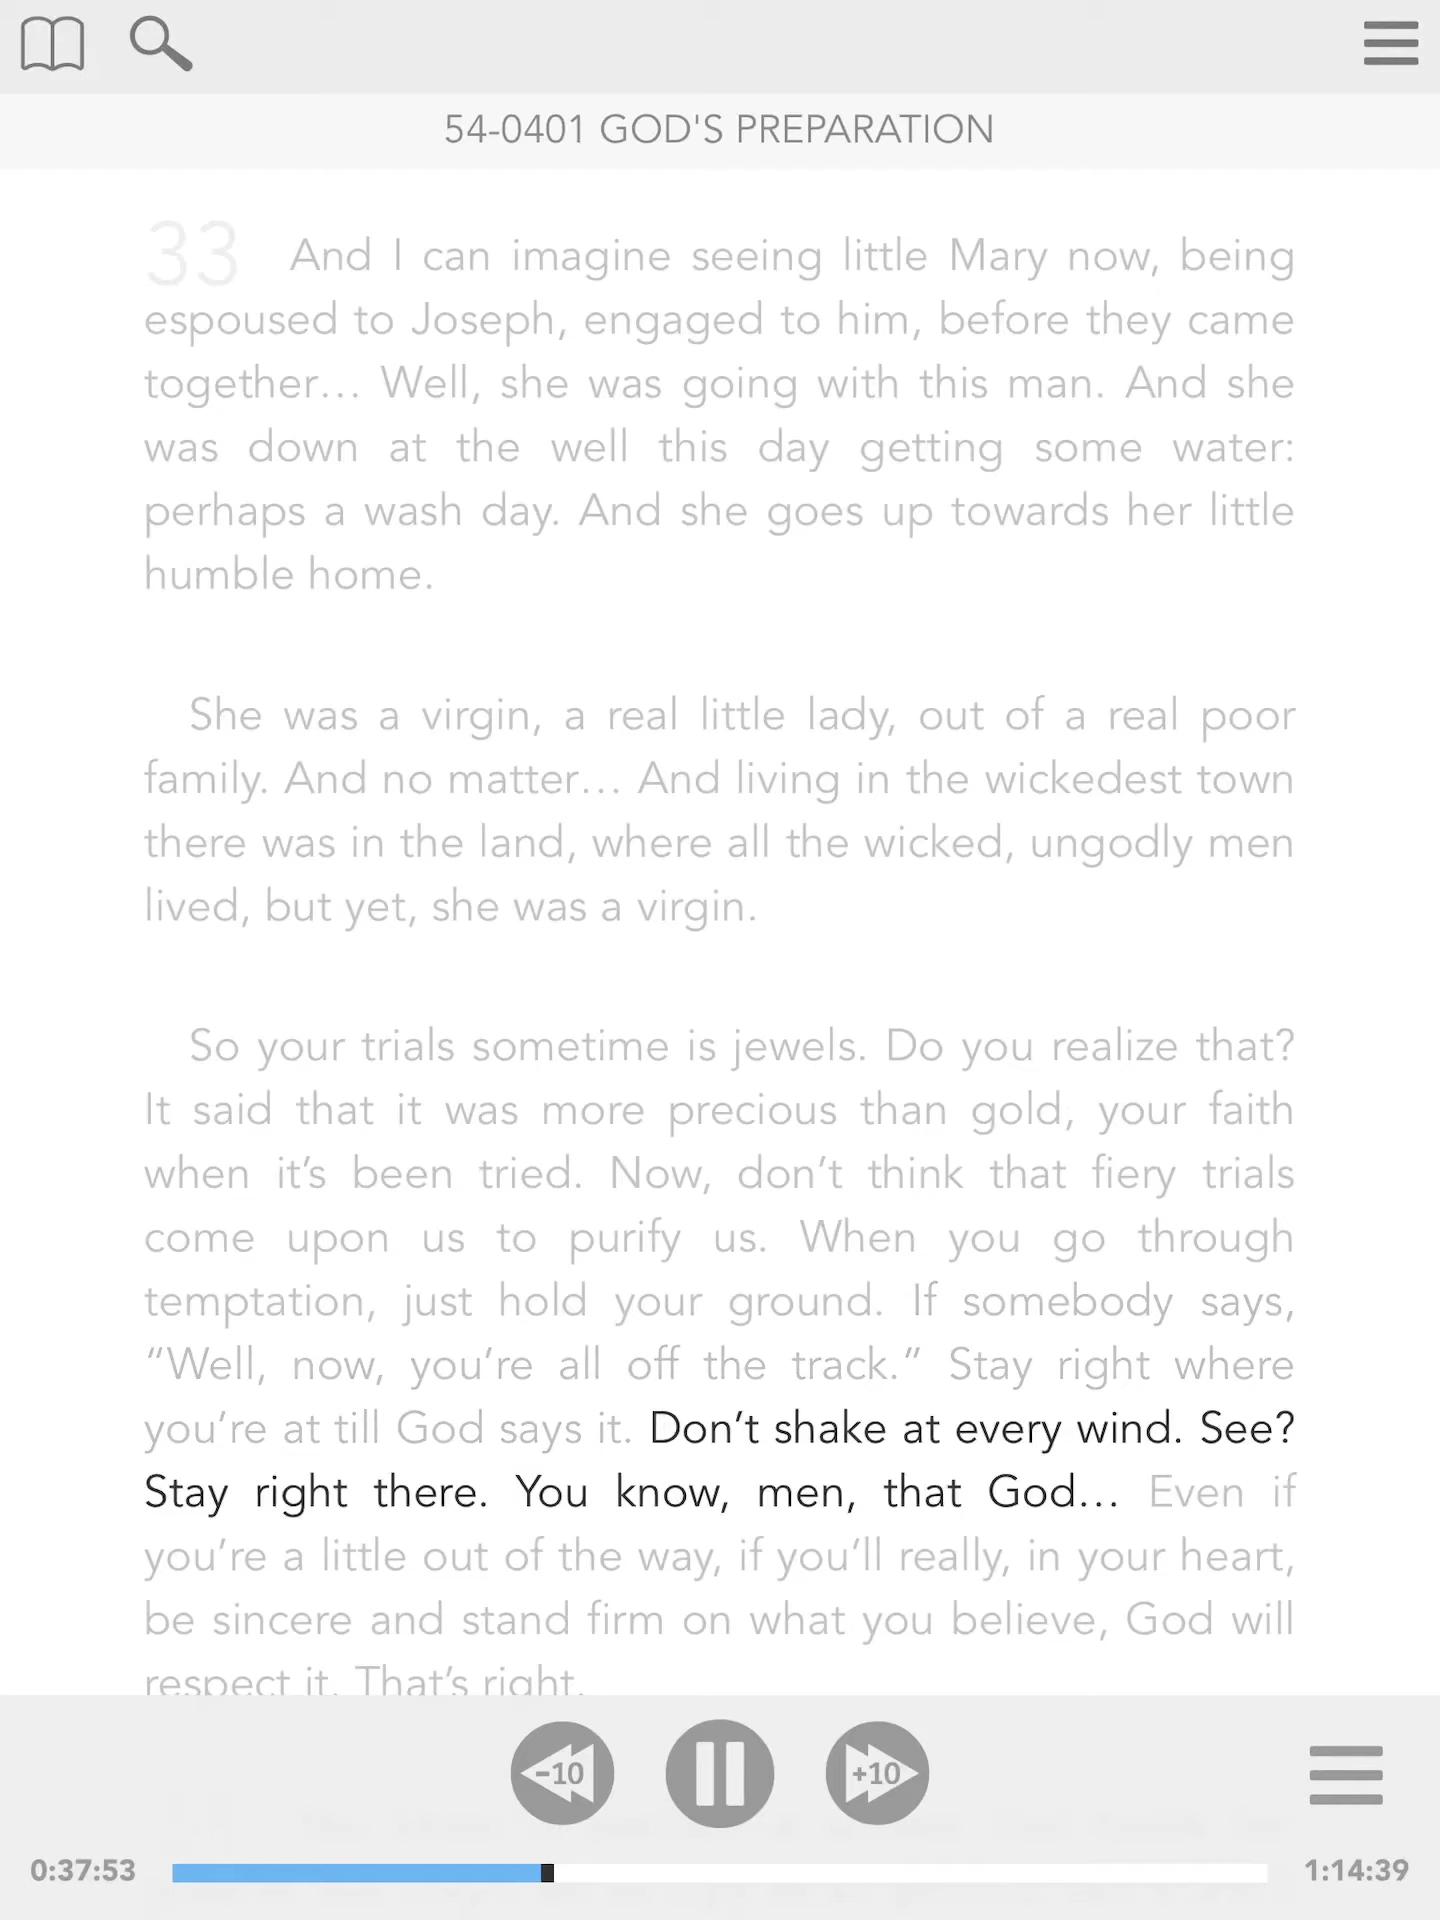 54-0401 GOD'S PREPARATION
33 And I can imagine seeing little Mary now, being
espoused to Joseph, engaged to him, before they came
together… Well, she was going with this man. And she
was down at the well this day getting some water:
perhaps a wash day. And she goes up towards her little
humble home.
She was a virgin, a real little lady, out of a real poor
family. And no matter… And living in the wickedest town
there was in the land, where all the wicked, ungodly men
lived, but yet, she was a virgin.
So your trials sometime is jewels. Do you realize that?
It said that it was more precious than gold, your faith
when it’s been tried. Now, don’t think that fiery trials
come upon us to purify us. When you go through
temptation, just hold your ground. If somebody says,
“Well, now, you’re all off the track.” Stay right where
you’re at till God says it. Don’t shake at every wind. See?
Stay right there. You know, men, that God… Even if
you’re a little out of the way, if you’ll really, in your heart,
be sincere and stand firm on what you believe, God will
respect it. That’s right.
-10 +10
0:37:53 1:14:39